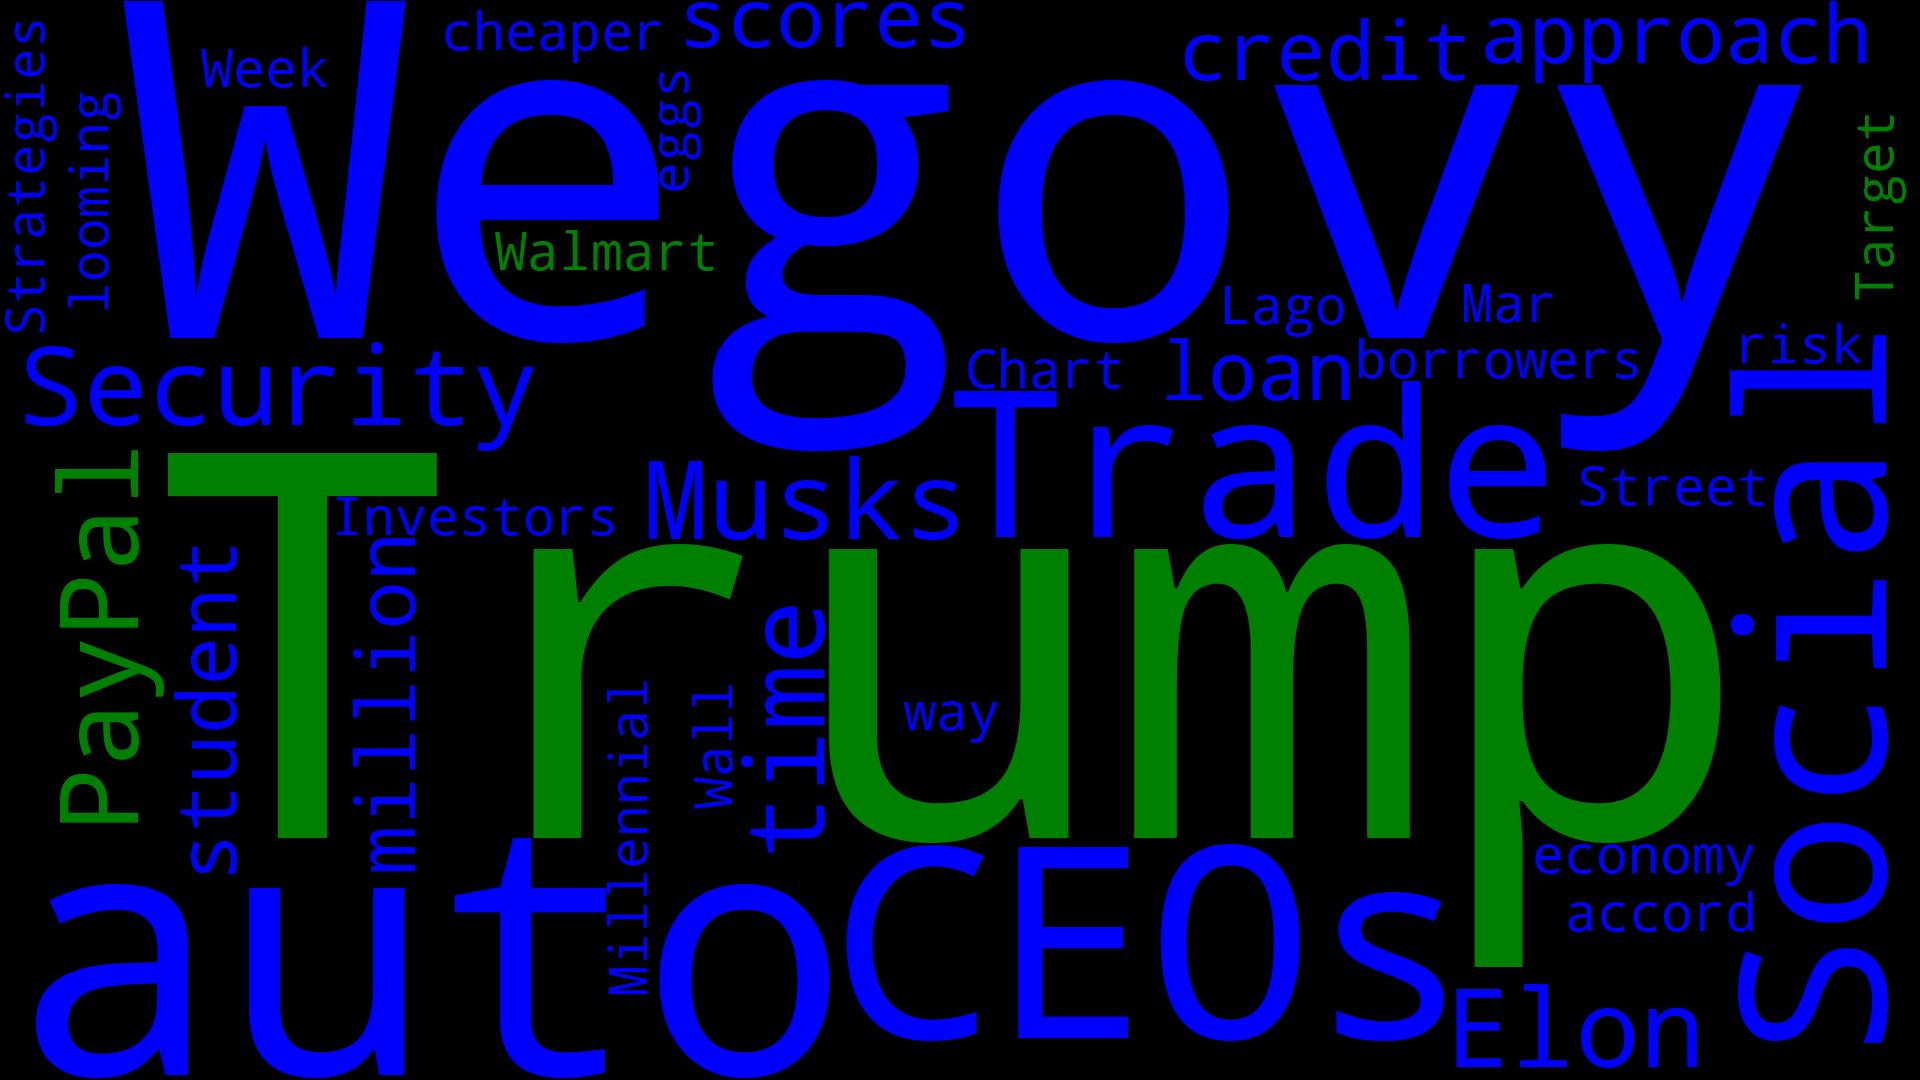 cheaper
scores
credit
approach
Week
Wegovy
eggs
Strategies
looming
Target
Walmart
Lago
Mar
risk
Security
Chart
loan
borrowers
Trade
Street
Musks
Investors
Social
PayPal
Trump
student
million
time
Millennial
Wall
way
auto
CEOs
economy
accord
Elon